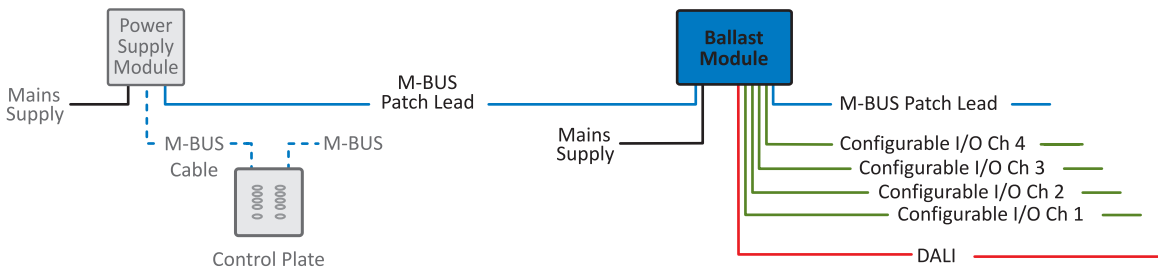 Power
Supply
Module
Ballast
Module
Mains
Supply
M-BUS
Patch Lead
M-BUS Patch Lead
M-BUS
Cable
M-BUS
Mains
Supply
Configurable I/O Ch 4
Configurable I/O Ch 3
Configurable I/O Ch 2
Configurable I/O Ch 1
Control Plate
DALI